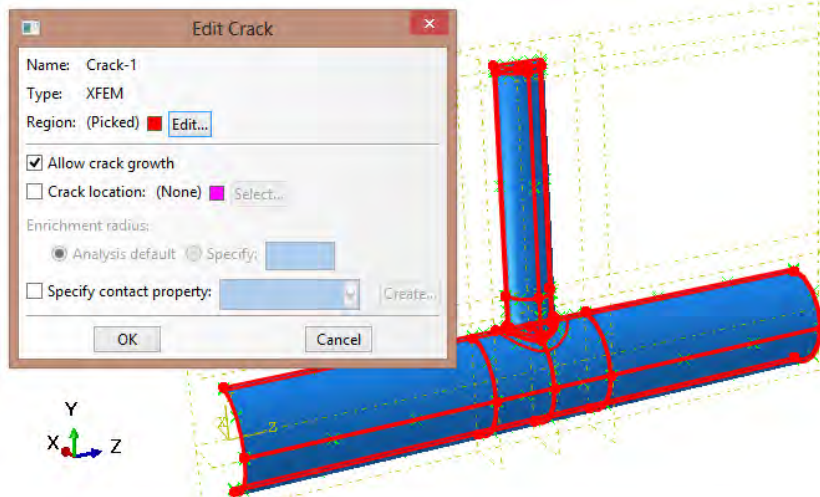 Edit Crack
Name: Crack-1
Type: XFEM
Region: (Picked) Edit...
Allow crack growth
Crack location: (None) Select...
Enrichment radius:
Analysis default Specify:
Specify contact property: Create...
OK Cancel
Y
X Z
X Z